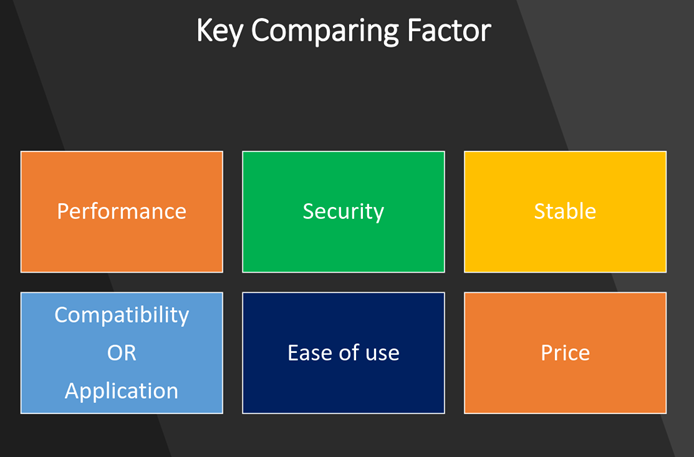 Key Comparing Factor
Performance
Security
Stable
Compatibility
OR
Application
Ease of use
Price